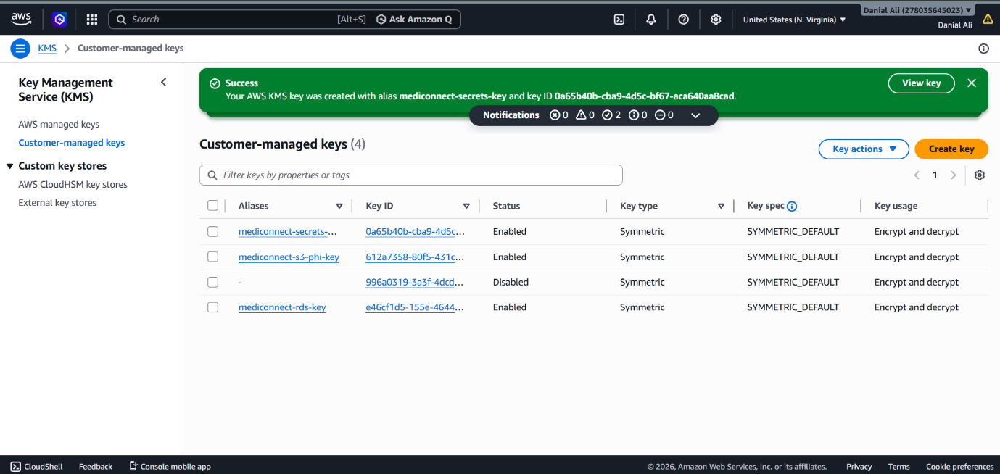 aws
Search [Alt+S] Ask Amazon Q United States (N. Virginia) Danial Ali (278035645023)
Danial Ali
KMS Customer-managed keys
Key Management
Service (KMS)
AWS managed keys
Customer-managed keys
Custom key stores
AWS CloudHSM key stores
External key stores
Success
Your AWS KMS key was created with alias mediconnect-secrets-key and key ID 0a65b40b-cba9-4d5c-bf67-aca640aa8cad.
View key
Notifications 0 0 2 0 0
Customer-managed keys (4)
Key actions Create key
Filter keys by properties or tags
1
Aliases Key ID Status Key type Key spec Key usage
mediconnect-secrets-... 0a65b40b-cba9-4d5c... Enabled Symmetric SYMMETRIC_DEFAULT Encrypt and decrypt
mediconnect-s3-phi-key 612a7358-80f5-431c... Enabled Symmetric SYMMETRIC_DEFAULT Encrypt and decrypt
- 996a0319-3a3f-4dcd... Disabled Symmetric SYMMETRIC_DEFAULT Encrypt and decrypt
mediconnect-rds-key e46cf1d5-155e-4644... Enabled Symmetric SYMMETRIC_DEFAULT Encrypt and decrypt
CloudShell Feedback Console mobile app © 2026, Amazon Web Services, Inc. or its affiliates. Privacy Terms Cookie preferences